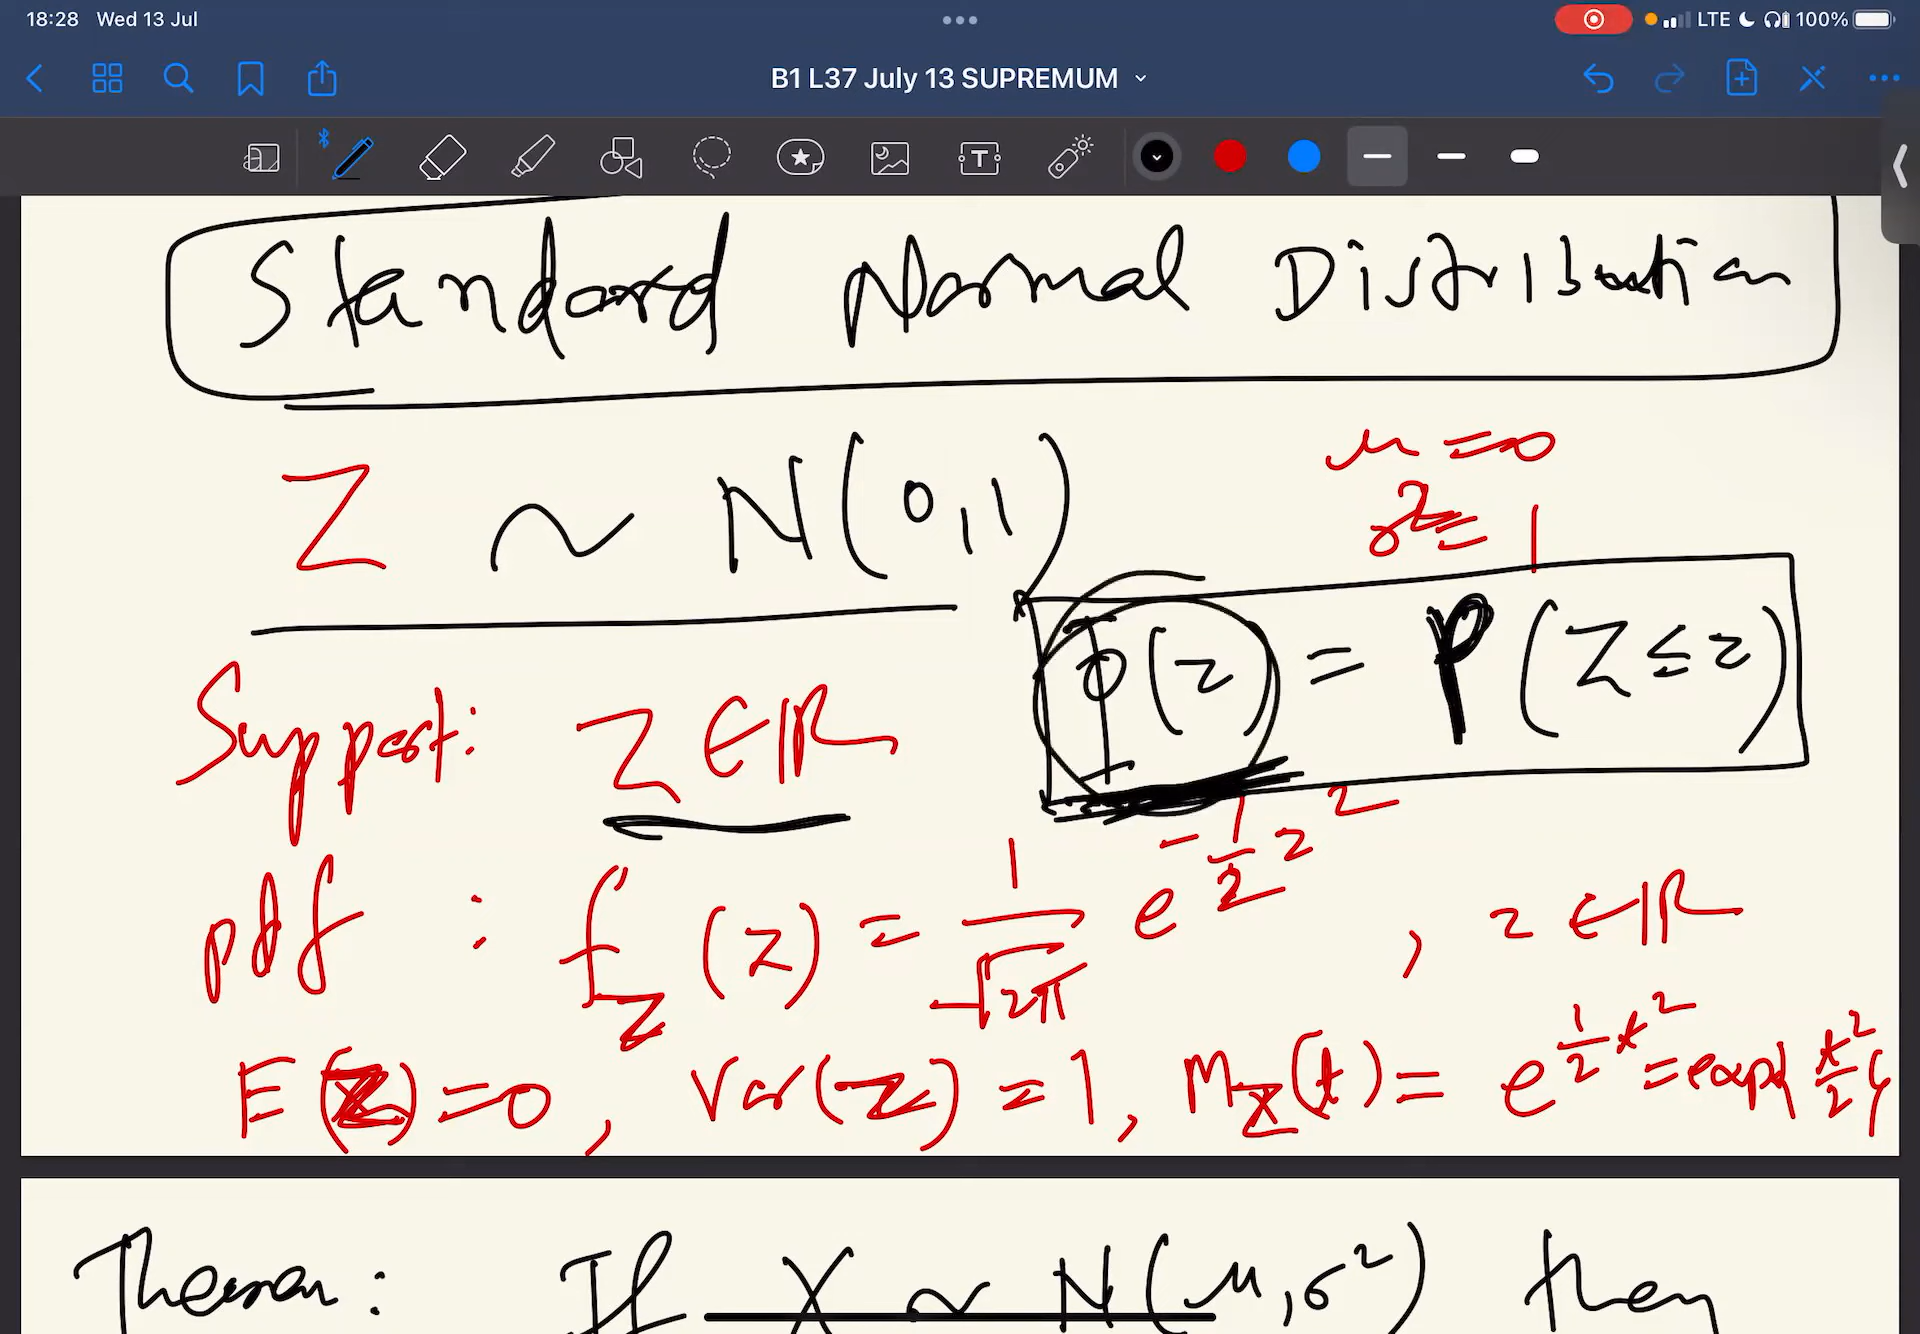 18:28 Wed 13 Jul LTE 100%
B1 L37 July 13 SUPREMUM
Standard Normal Distribution
Z ~ N(0,1)
μ = 0
σ² = 1
Φ(z) = P(Z ≤ z)
Support: Z ∈ ℝ
pdf : f_Z(z) = 1/√2π e^{-1/2 z²}, z ∈ ℝ
E(Z) = 0, Var(Z) = 1, M_Z(t) = e^{1/2 t²} = exp{t²/2}
Theorem: If X ~ N(μ, σ²) then